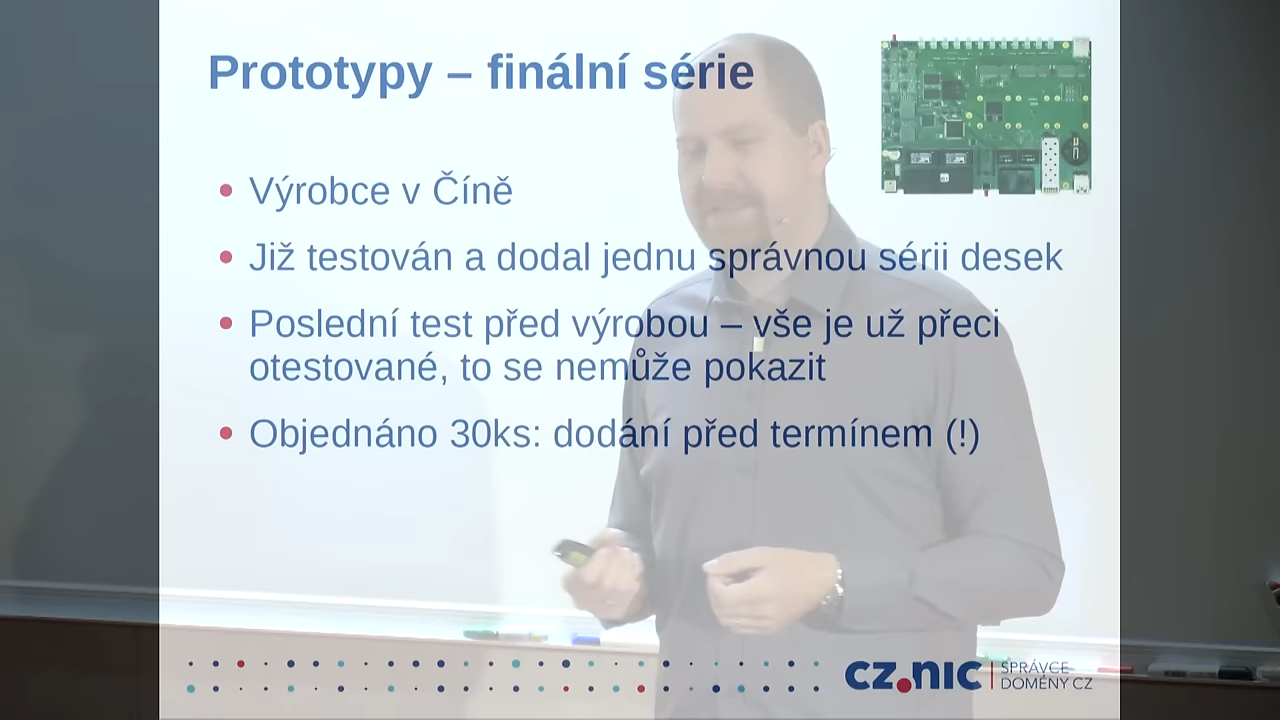 Prototypy – finální série
Výrobce v Číně
Již testován a dodal jednu správnou sérii desek
Poslední test před výrobou – vše je už přeci
otestované, to se nemůže pokazit
Objednáno 30ks: dodání před termínem (!)
CZ.NIC
SPRÁVCE
DOMÉNY CZ